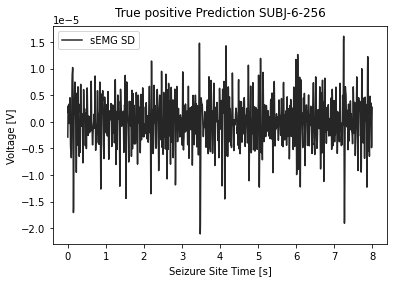 True positive Prediction SUBJ-6-256
1e−5
sEMG SD
1.5
1.0
0.5
0.0
−0.5
−1.0
−1.5
−2.0
Voltage [V]
0 1 2 3 4 5 6 7 8
Seizure Site Time [s]